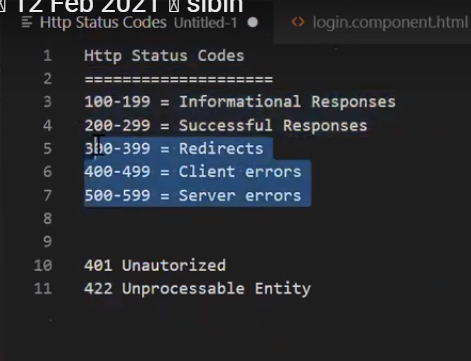 12 Feb 2021 sibin
Http Status Codes Untitled-1 login.component.html
1 Http Status Codes
2 ====================
3 100-199 = Informational Responses
4 200-299 = Successful Responses
5 300-399 = Redirects
6 400-499 = Client errors
7 500-599 = Server errors
8
9
10 401 Unautorized
11 422 Unprocessable Entity